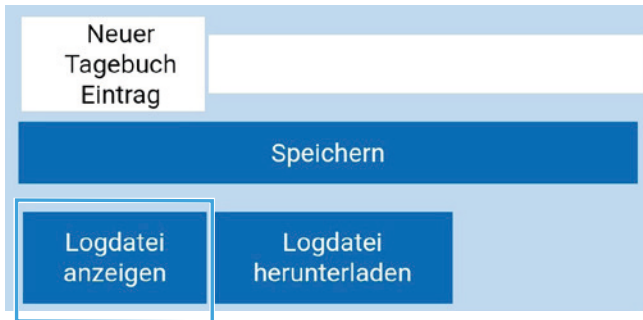 Neuer
Tagebuch
Eintrag
Speichern
Logdatei
anzeigen
Logdatei
herunterladen